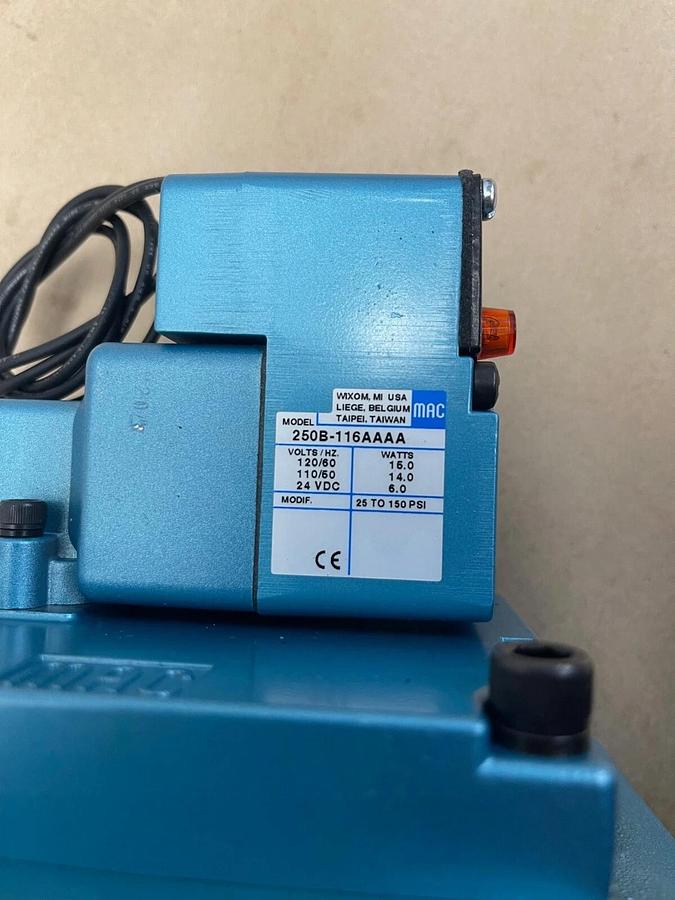 WIXOM, MI USA
LIEGE, BELGIUM
TAIPEI, TAIWAN
MAC
MODEL
250B-116AAAA
VOLTS / HZ. WATTS
120/60 15.0
110/50 14.0
24 VDC 6.0
MODIF. 25 TO 150 PSI
CE
MAC